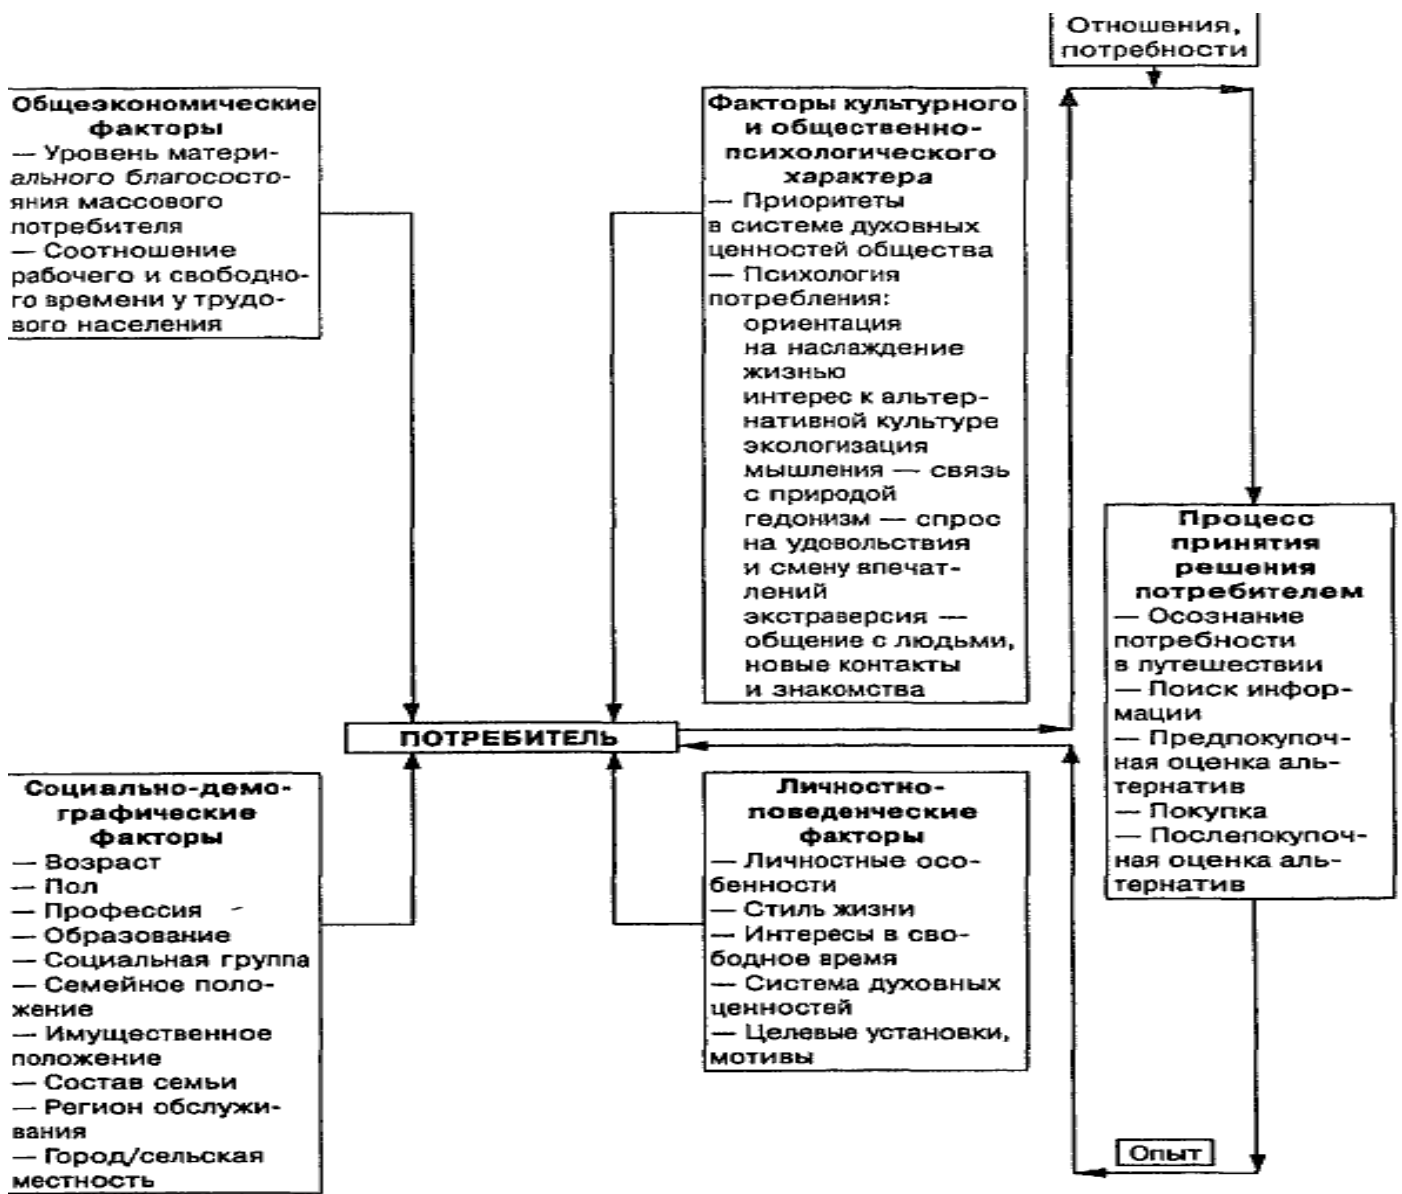 Отношения,
потребности
Общеэкономические
факторы
— Уровень матери-
ального благосостo-
яния массового
потребителя
— Соотношение
рабочего и свободно-
го времени у трудо-
вого населения
Факторы культурного
и общественно-
психологического
характера
— Приоритеты
в системе духовных
ценностей общества
— Психология
потребления:
ориентация
на наслаждение
жизнью
интерес к альтер-
нативной культуре
экологизация
мышления — связь
с природой
гедонизм — спрос
на удовольствия
и смену впечат-
лений
экстраверсия —
общение с людьми,
новые контакты
и знакомства
Процесс
принятия
решения
потребителем
— Осознание
потребности
в путешествии
— Поиск инфор-
мации
— Предпокупоч-
ная оценка аль-
тернатив
— Покупка
— Послепокупоч-
ная оценка аль-
тернатив
ПОТРЕБИТЕЛЬ
Социально-демо-
графические
факторы
— Возраст
— Пол
— Профессия
— Образование
— Социальная группа
— Семейное поло-
жение
— Имущественное
положение
— Состав семьи
— Регион обслужи-
вания
— Город/сельская
местность
Личностно-
поведенческие
факторы
— Личностные осо-
бенности
— Стиль жизни
— Интересы в сво-
бодное время
— Система духовных
ценностей
— Целевые установки,
мотивы
Опыт